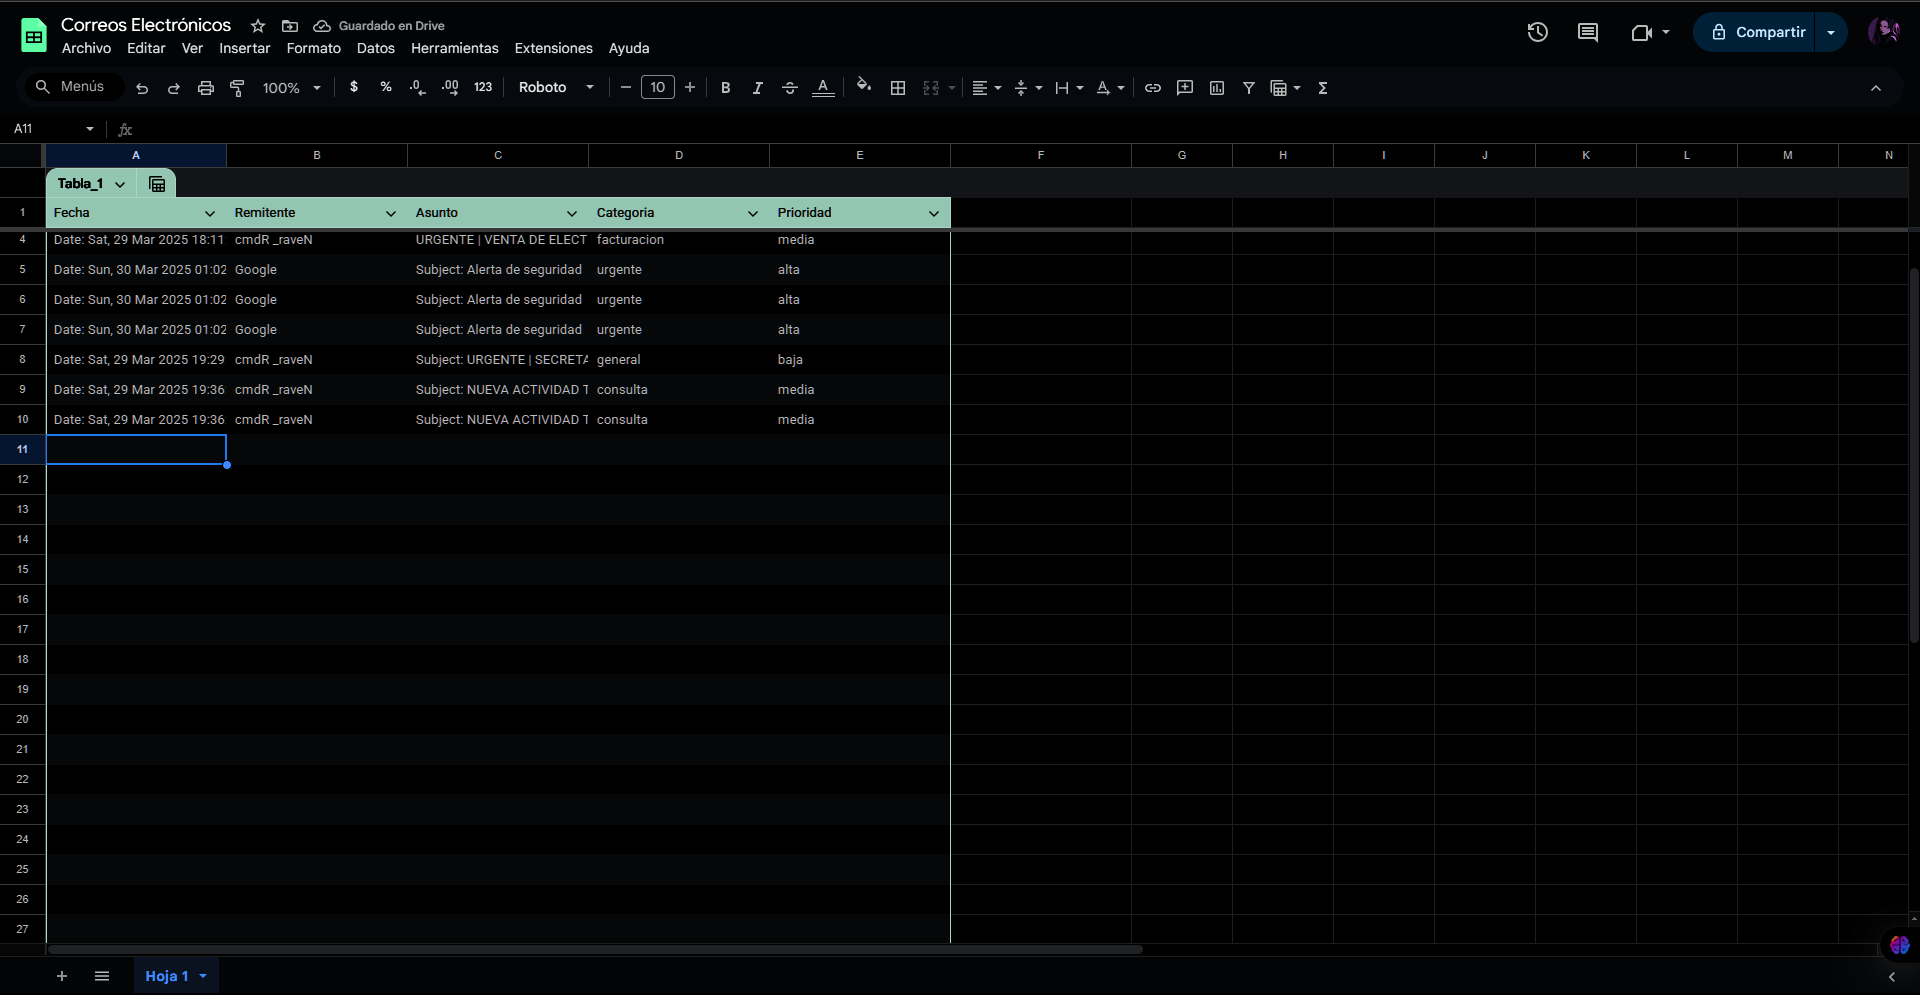 Correos Electrónicos Guardado en Drive
Archivo Editar Ver Insertar Formato Datos Herramientas Extensiones Ayuda
Compartir
Menús 100% $ % .0 .00 123 Roboto − 10 + B I A Σ
A11 fx
A B C D E F G H I J K L M N
Tabla_1
1 Fecha Remitente Asunto Categoria Prioridad
4 Date: Sat, 29 Mar 2025 18:11 cmdR _raveN URGENTE | VENTA DE ELECT facturacion media
5 Date: Sun, 30 Mar 2025 01:02 Google Subject: Alerta de seguridad urgente alta
6 Date: Sun, 30 Mar 2025 01:02 Google Subject: Alerta de seguridad urgente alta
7 Date: Sun, 30 Mar 2025 01:02 Google Subject: Alerta de seguridad urgente alta
8 Date: Sat, 29 Mar 2025 19:29 cmdR _raveN Subject: URGENTE | SECRETA general baja
9 Date: Sat, 29 Mar 2025 19:36 cmdR _raveN Subject: NUEVA ACTIVIDAD T consulta media
10 Date: Sat, 29 Mar 2025 19:36 cmdR _raveN Subject: NUEVA ACTIVIDAD T consulta media
11
12
13
14
15
16
17
18
19
20
21
22
23
24
25
26
27
+ Hoja 1